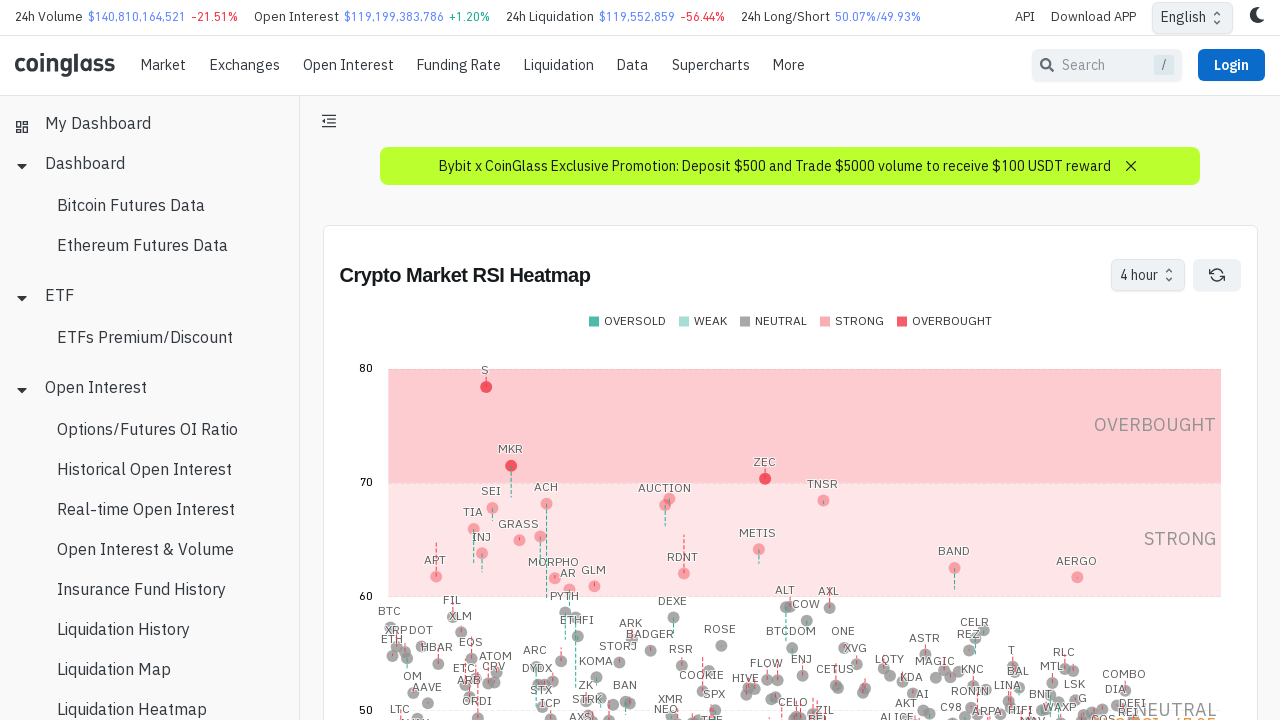 24h Volume $140,810,164,521 -21.51% Open Interest $119,199,383,786 +1.20% 24h Liquidation $119,552,859 -56.44% 24h Long/Short 50.07%/49.93% API Download APP English
coinglass Market Exchanges Open Interest Funding Rate Liquidation Data Supercharts More Search / Login
My Dashboard
Dashboard
Bitcoin Futures Data
Ethereum Futures Data
ETF
ETFs Premium/Discount
Open Interest
Options/Futures OI Ratio
Historical Open Interest
Real-time Open Interest
Open Interest & Volume
Insurance Fund History
Liquidation History
Liquidation Map
Liquidation Heatmap
Bybit x CoinGlass Exclusive Promotion: Deposit $500 and Trade $5000 volume to receive $100 USDT reward
Crypto Market RSI Heatmap
4 hour
OVERSOLD WEAK NEUTRAL STRONG OVERBOUGHT
80
S
OVERBOUGHT
MKR
ZEC
70
SEI ACH AUCTION TNSR
TIA GRASS
INJ METIS
STRONG
APT MORPHO RDNT BAND AERGO
AR GLM
60
PYTH ALT AXL
FIL DEXE COW
BTC XLM ETHFI ARK CELR
XRP DOT BADGER ROSE BTCDOM ONE REZ
ETH HBAR EOS STORJ RSR XVG ASTR
ATOM ARC KOMA FLOW ENJ LOTY MAGIC T RLC
ETC CRV DYDX COOKIE HIVE CETUS KNC BAL MTL
OM ARB ZK BAN KDA LINA LSK COMBO
AAVE STX SPX AI RONIN BNT G DIA
ORDI ICP XMR CELO C98 WAXP DEFI
LTC NEO ZIL ARPA HIFI NEUTRAL
50 AXS THE ALICE